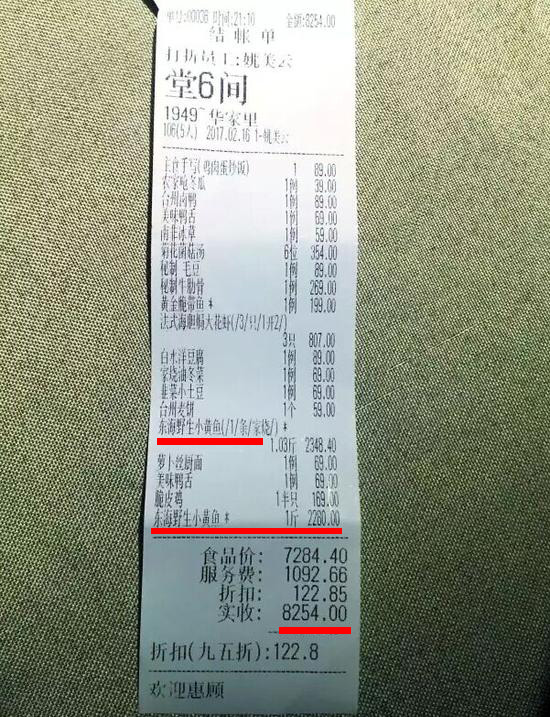 单号:00036 时间:21:10 金额:8254.00
结帐单
打折员工:姚美云
堂6间
1949~华家里
106(5人) 2017.02.16 1-姚美云
主食手写(鸡肉蛋炒饭) 1 89.00
农家炖冬瓜 1例 39.00
台州卤鸭 1例 89.00
美味鸭舌 1例 69.00
南非冰草 1例 59.00
菊花菌菇汤 6位 354.00
秘制 毛豆 1例 89.00
秘制牛肋骨 1例 269.00
黄金脆带鱼 * 1例 199.00
法式海胆焗大花虾(/3/只/1开2/)
3只 807.00
白水洋豆腐 1例 89.00
家烧油冬菜 1例 69.00
韭菜小土豆 1例 69.00
台州麦饼 1个 59.00
东海野生小黄鱼(/1/条/家烧/) *
1.03斤 2348.40
萝卜丝厨面 1例 69.00
美味鸭舌 1例 69.00
脆皮鸡 1半只 169.00
东海野生小黄鱼 * 1斤 2280.00
食品价: 7284.40
服务费: 1092.66
折扣: 122.85
实收: 8254.00
折扣(九五折):122.8
欢迎惠顾